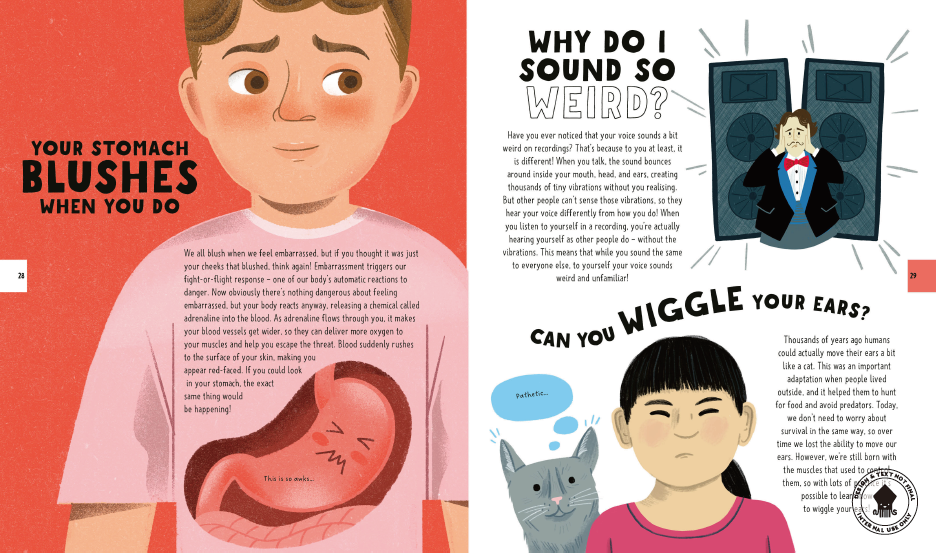 YOUR STOMACH
BLUSHES
WHEN YOU DO
28
We all blush when we feel embarrassed, but if you thought it was just
your cheeks that blushed, think again! Embarrassment triggers our
fight-or-flight response – one of our body's automatic reactions to
danger. Now obviously there's nothing dangerous about feeling
embarrassed, but your body reacts anyway, releasing a chemical called
adrenaline into the blood. As adrenaline flows through you, it makes
your blood vessels get wider, so they can deliver more oxygen to
your muscles and help you escape the threat. Blood suddenly rushes
to the surface of your skin, making you
appear red-faced. If you could look
in your stomach, the exact
same thing would
be happening!
This is so awks...
WHY DO I
SOUND SO
WEIRD?
Have you ever noticed that your voice sounds a bit
weird on recordings? That's because to you at least, it
is different! When you talk, the sound bounces
around inside your mouth, head, and ears, creating
thousands of tiny vibrations without you realising.
But other people can't sense those vibrations, so they
hear your voice differently from how you do! When
you listen to yourself in a recording, you're actually
hearing yourself as other people do – without the
vibrations. This means that while you sound the same
to everyone else, to yourself your voice sounds
weird and unfamiliar!
29
CAN YOU WIGGLE YOUR EARS?
Pathetic...
Thousands of years ago humans
could actually move their ears a bit
like a cat. This was an important
adaptation when people lived
outside, and it helped them to hunt
for food and avoid predators. Today,
we don't need to worry about
survival in the same way, so over
time we lost the ability to move our
ears. However, we're still born with
the muscles that used to control
them, so with lots of
possible to learn
to wiggle your
DESIGN & TEXT NOT FINAL
INTERNAL USE ONLY